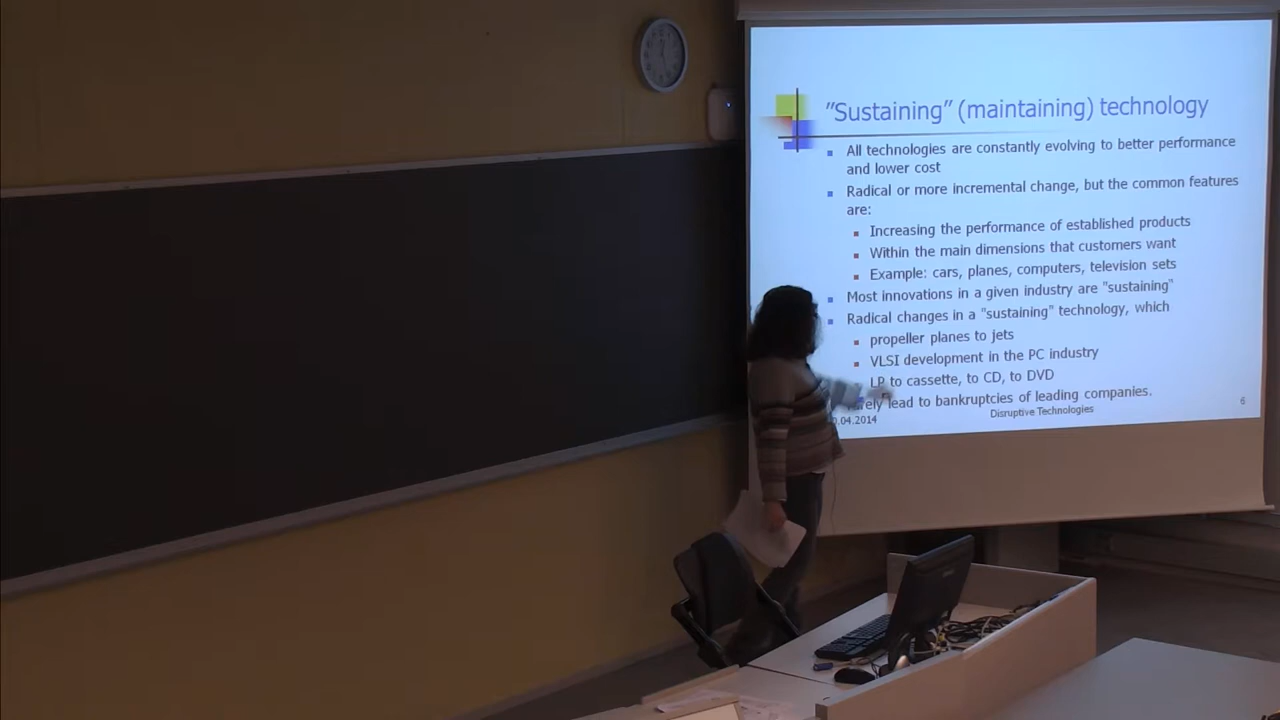 "Sustaining" (maintaining) technology
All technologies are constantly evolving to better performance
and lower cost
Radical or more incremental change, but the common features
are:
Increasing the performance of established products
Within the main dimensions that customers want
Example: cars, planes, computers, television sets
Most innovations in a given industry are "sustaining"
Radical changes in a "sustaining" technology, which
propeller planes to jets
VLSI development in the PC industry
LP to cassette, to CD, to DVD
lead to bankruptcies of leading companies.
.04.2014
Disruptive Technologies
6